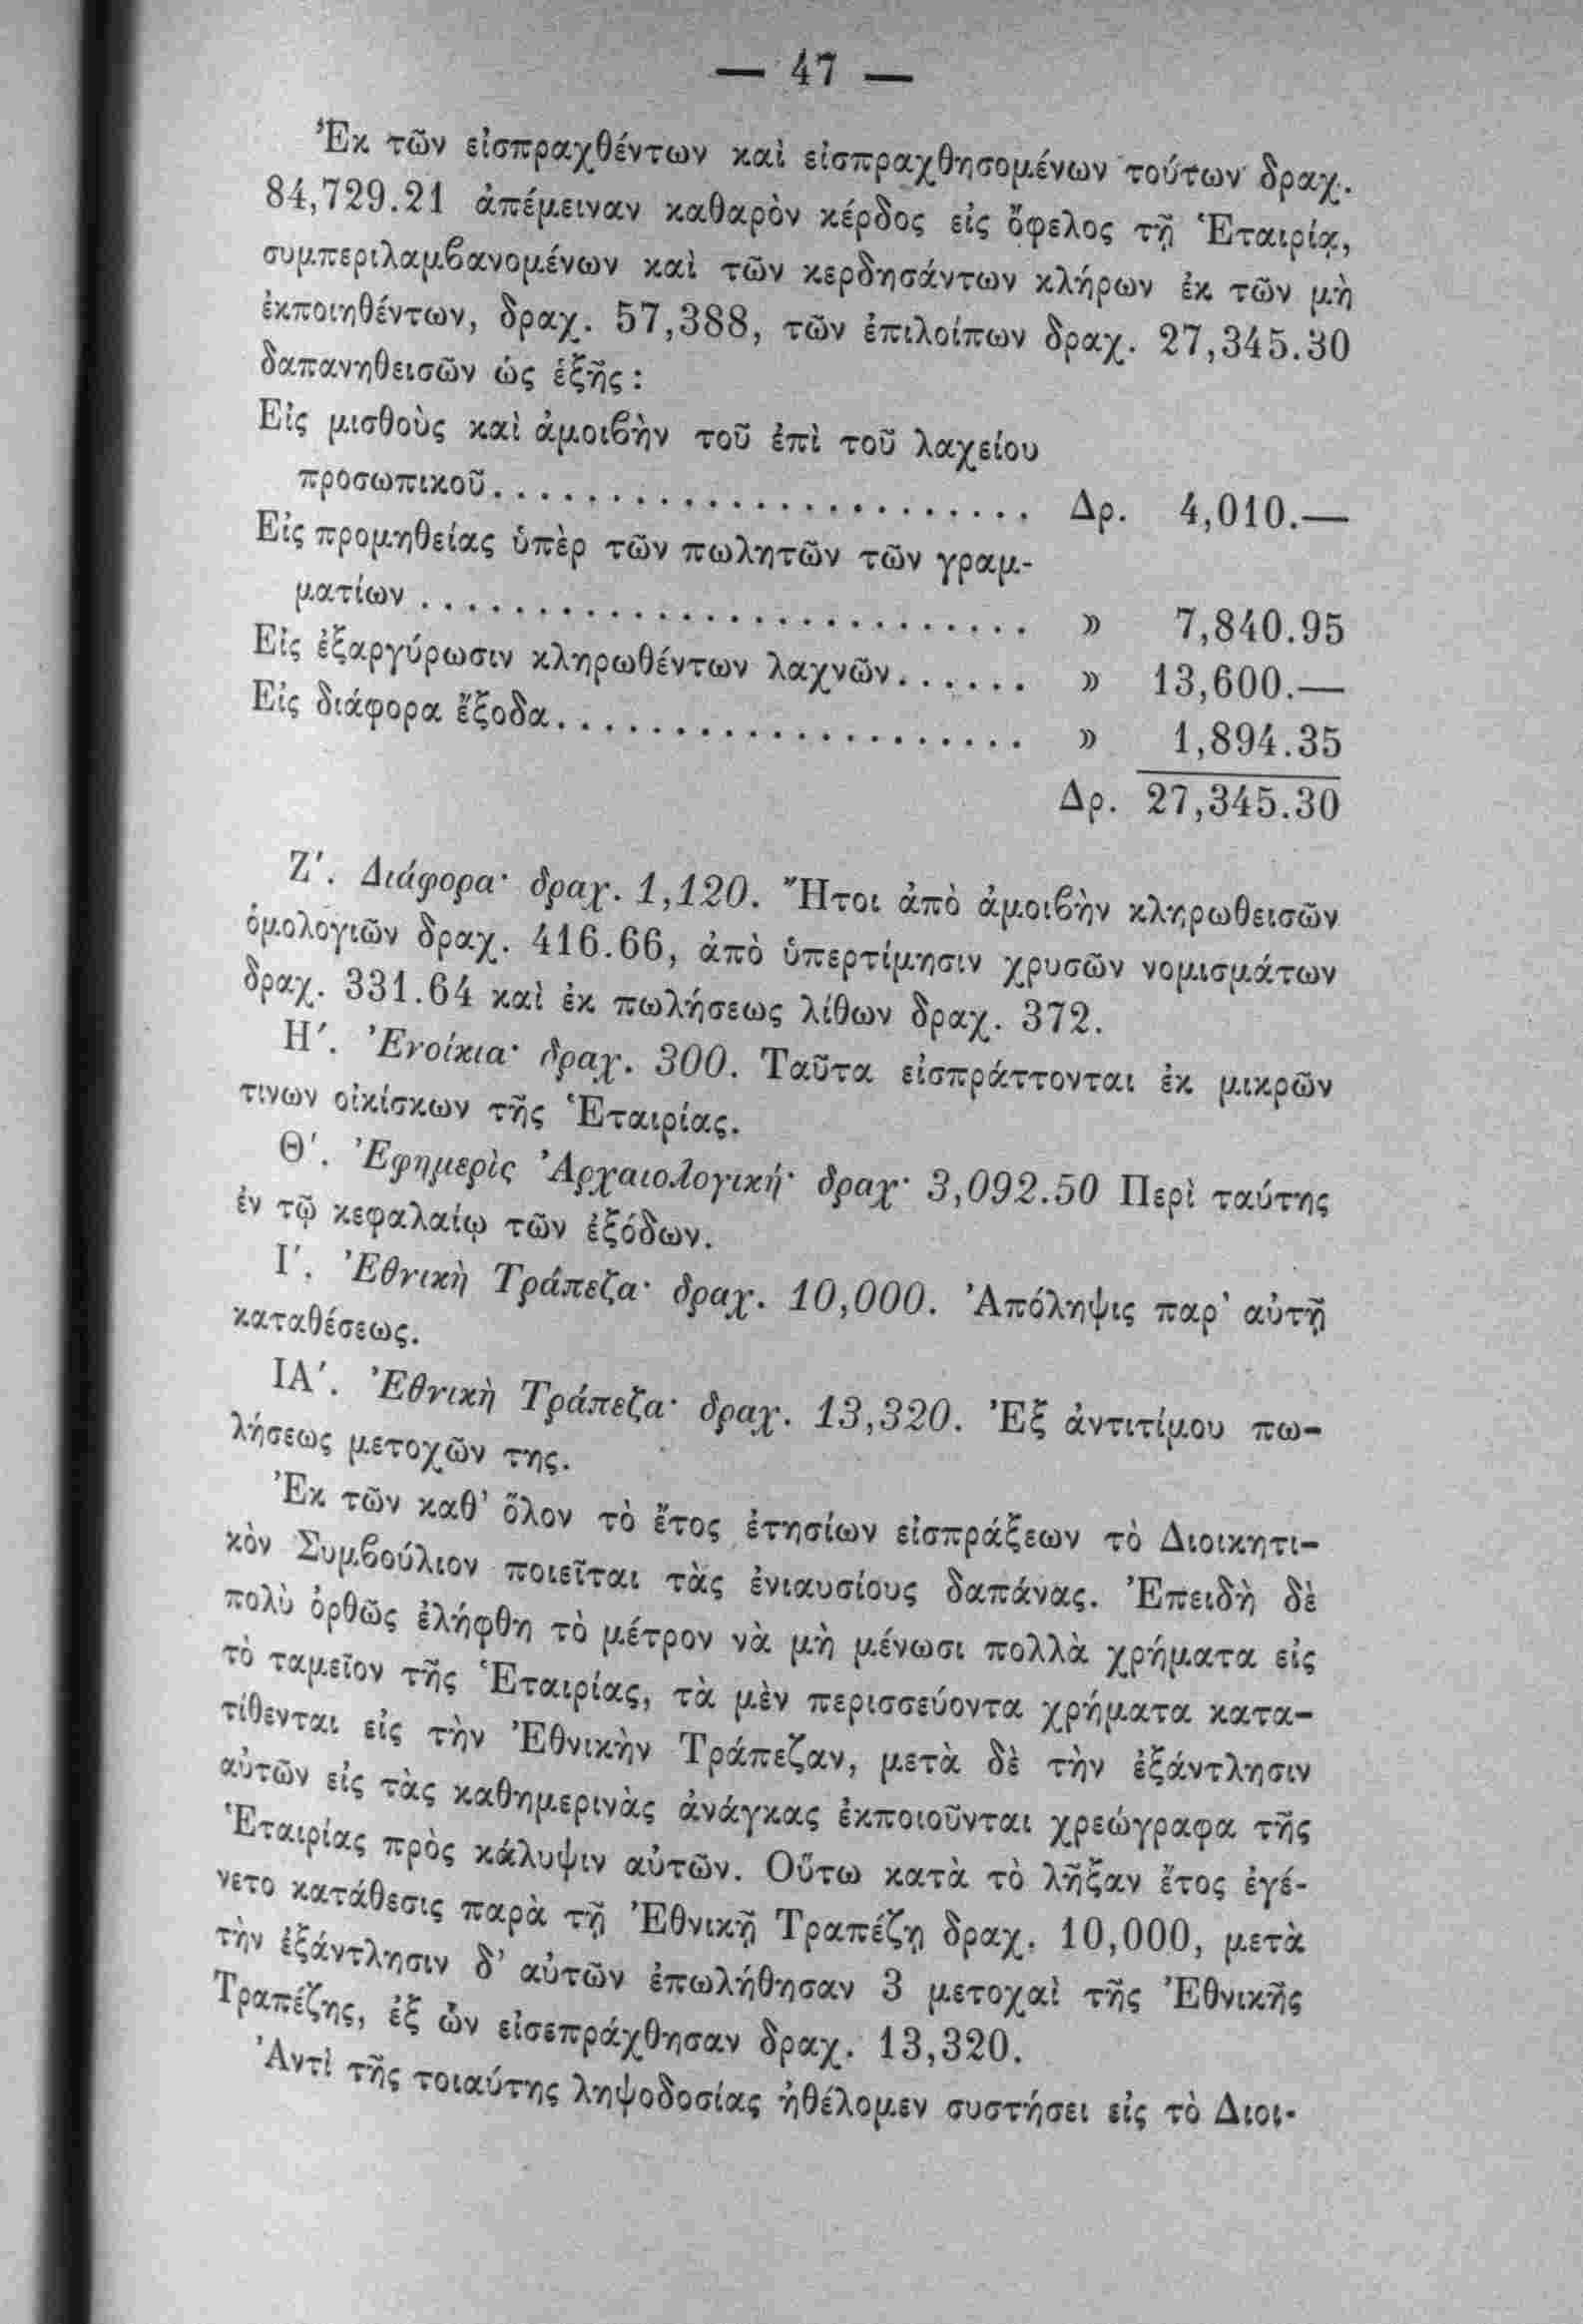 — 47 —
Ἐκ τῶν εἰσπραχθέντων καὶ εἰσπραχθησομένων τούτων δραχ.
84,729.21 ἀπέμειναν καθαρὸν κέρδος εἰς ὄφελος τῇ Ἑταιρίᾳ,
συμπεριλαμβανομένων καὶ τῶν κερδησάντων κλήρων ἐκ τῶν μὴ
ἐκποιηθέντων, δραχ. 57,388, τῶν ἐπιλοίπων δραχ. 27,345.30
δαπανηθεισῶν ὡς ἑξῆς:
Εἰς μισθοὺς καὶ ἀμοιβὴν τοῦ ἐπὶ τοῦ λαχείου
προσωπικοῦ....................... Δρ. 4,010.—
Εἰς προμηθείας ὑπὲρ τῶν πωλητῶν τῶν γραμ-
ματίων .......................... » 7,840.95
Εἰς ἐξαργύρωσιν κληρωθέντων λαχνῶν...... » 13,600.—
Εἰς διάφορα ἔξοδα.................... » 1,894.35
Δρ. 27,345.30
Ζ΄. Διάφορα· δραχ. 1,120. Ἤτοι ἀπὸ ἀμοιβὴν κληρωθεισῶν
ὁμολογιῶν δραχ. 416.66, ἀπὸ ὑπερτίμησιν χρυσῶν νομισμάτων
δραχ. 331.64 καὶ ἐκ πωλήσεως λίθων δραχ. 372.
Η΄. Ἐνοίκια· δραχ. 300. Ταῦτα εἰσπράττονται ἐκ μικρῶν
τινων οἰκίσκων τῆς Ἑταιρίας.
Θ΄. Ἐφημερὶς Ἀρχαιολογική· δραχ· 3,092.50 Περὶ ταύτης
ἐν τῷ κεφαλαίῳ τῶν ἐξόδων.
Ι΄. Ἐθνικὴ Τράπεζα· δραχ. 10,000. Ἀπόληψις παρ' αὐτῇ
καταθέσεως.
ΙΑ΄. Ἐθνικὴ Τράπεζα· δραχ. 13,320. Ἐξ ἀντιτίμου πω-
λήσεως μετοχῶν της.
Ἐκ τῶν καθ' ὅλον τὸ ἔτος ἐτησίων εἰσπράξεων τὸ Διοικητι-
κὸν Συμβούλιον ποιεῖται τὰς ἐνιαυσίους δαπάνας. Ἐπειδὴ δὲ
πολὺ ὀρθῶς ἐλήφθη τὸ μέτρον νὰ μὴ μένωσι πολλὰ χρήματα εἰς
τὸ ταμεῖον τῆς Ἑταιρίας, τὰ μὲν περισσεύοντα χρήματα κατα-
τίθενται εἰς τὴν Ἐθνικὴν Τράπεζαν, μετὰ δὲ τὴν ἐξάντλησιν
αὐτῶν εἰς τὰς καθημερινὰς ἀνάγκας ἐκποιοῦνται χρεώγραφα τῆς
Ἑταιρίας πρὸς κάλυψιν αὐτῶν. Οὕτω κατὰ τὸ λῆξαν ἔτος ἐγέ-
νετο κατάθεσις παρὰ τῇ Ἐθνικῇ Τραπέζῃ δραχ. 10,000, μετὰ
τὴν ἐξάντλησιν δ' αὐτῶν ἐπωλήθησαν 3 μετοχαὶ τῆς Ἐθνικῆς
Τραπέζης, ἐξ ὧν εἰσεπράχθησαν δραχ. 13,320.
Ἀντὶ τῆς τοιαύτης ληψοδοσίας ἠθέλομεν συστήσει εἰς τὸ Διοι-